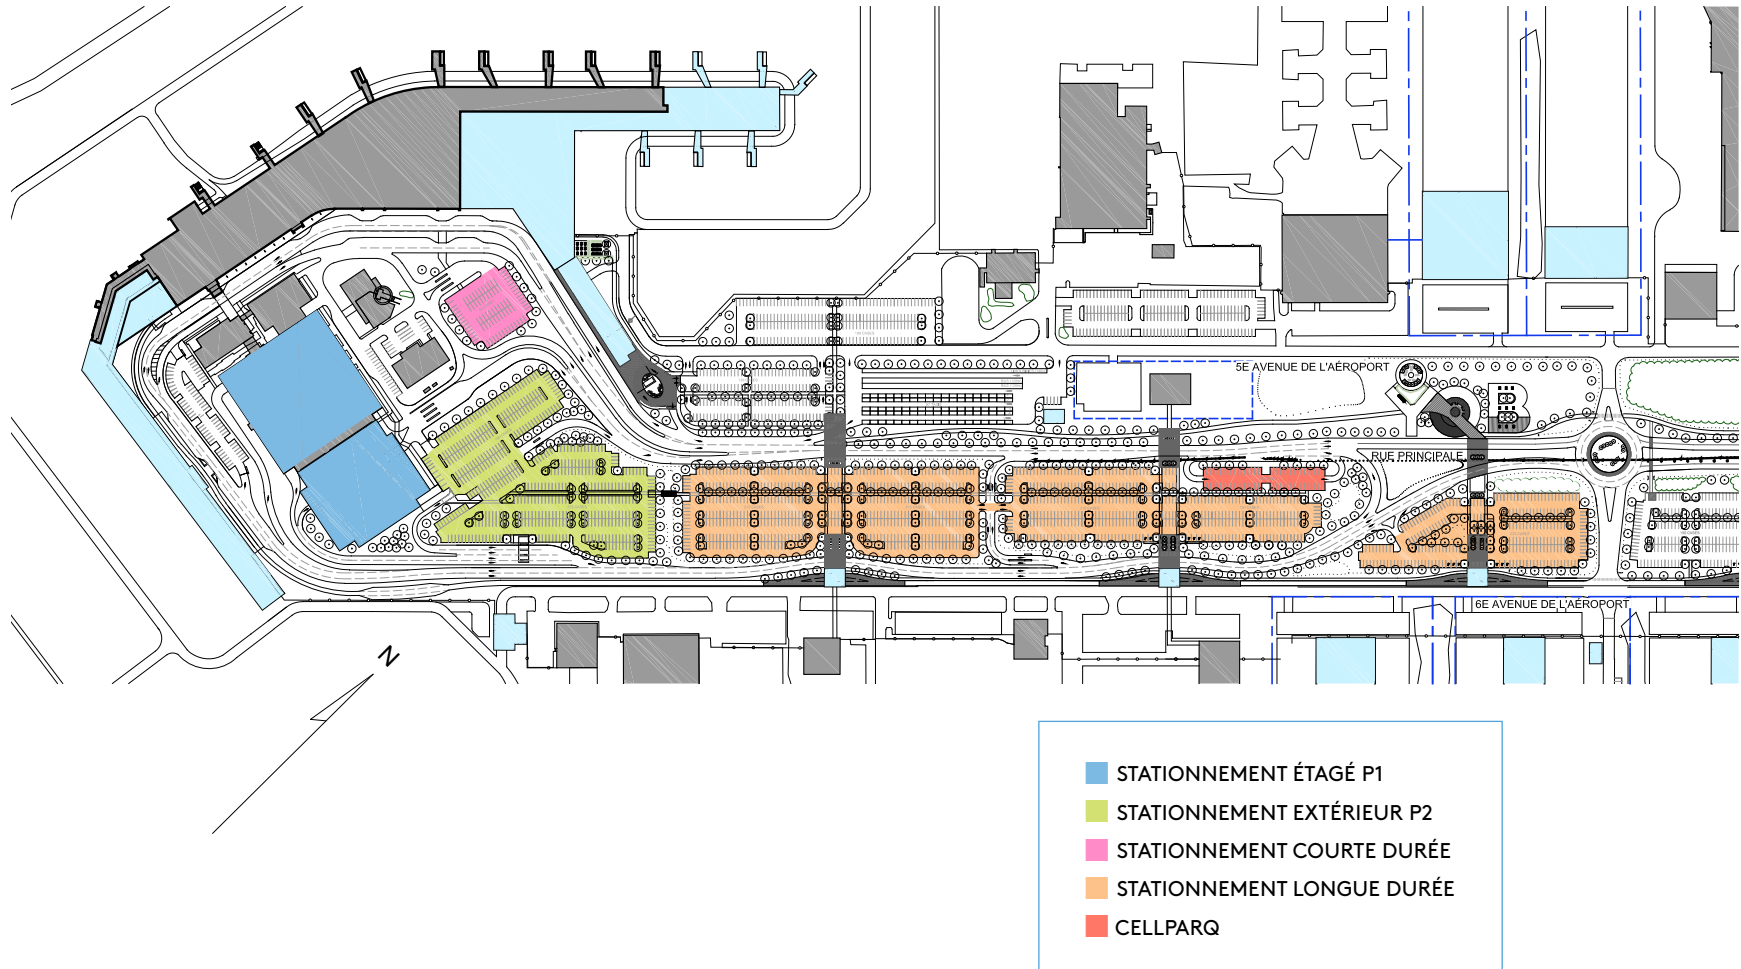 5E AVENUE DE L'AÉROPORT
RUE PRINCIPALE
6E AVENUE DE L'AÉROPORT
N
STATIONNEMENT ÉTAGÉ P1
STATIONNEMENT EXTÉRIEUR P2
STATIONNEMENT COURTE DURÉE
STATIONNEMENT LONGUE DURÉE
CELLPARQ